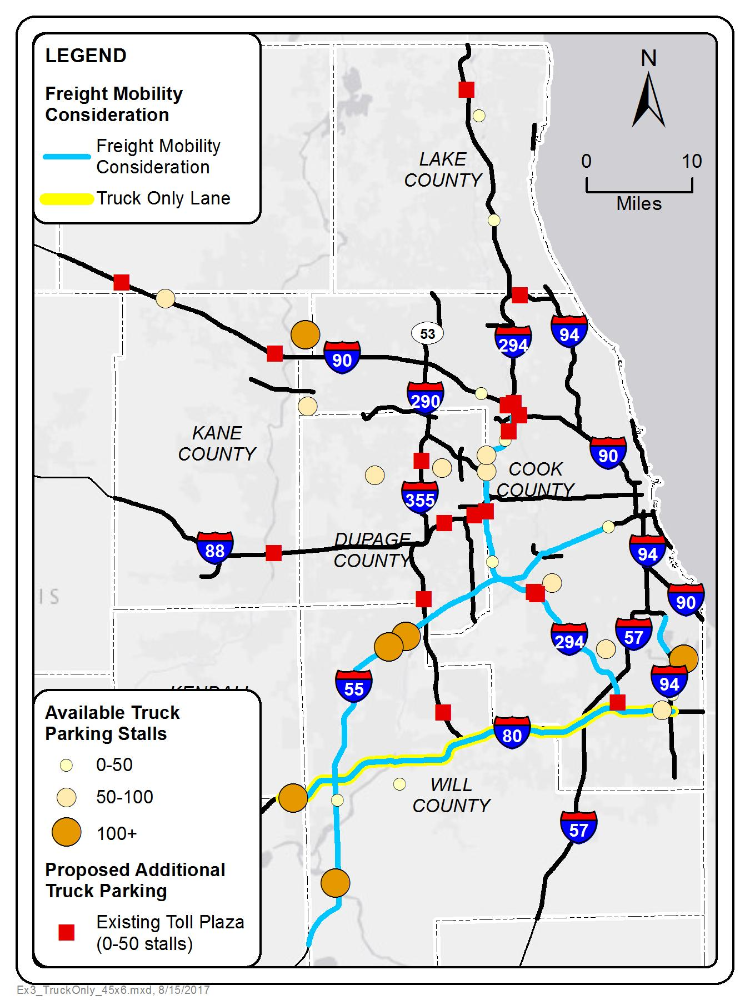 LEGEND
Freight Mobility
Consideration
Freight Mobility
Consideration
Truck Only Lane
N
0 10
Miles
LAKE
COUNTY
53
294
94
90
290
KANE
COUNTY
90
COOK
COUNTY
355
DUPAGE
COUNTY
88
94
I S
90
57
294
94
55
KENDALL
80
WILL
COUNTY
57
Available Truck
Parking Stalls
0-50
50-100
100+
Proposed Additional
Truck Parking
Existing Toll Plaza
(0-50 stalls)
Ex3_TruckOnly_45x6.mxd, 8/15/2017